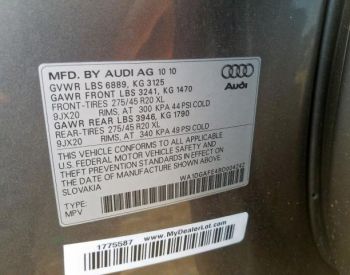 MFD. BY AUDI AG 10 10
GVWR LBS 6889, KG 3125
GAWR FRONT LBS 3241, KG 1470
FRONT-TIRES 275/45 R20 XL
9JX20 RIMS, AT 300 KPA 44 PSI COLD
GAWR REAR LBS 3946, KG 1790
REAR-TIRES 275/45 R20 XL
9JX20 RIMS, AT 340 KPA 49 PSI COLD
Audi
THIS VEHICLE CONFORMS TO ALL APPLICABLE
U.S. FEDERAL MOTOR VEHICLE SAFETY STANDARDS IN EFFECT ON
THE DATE OF MANUFACTURE SHOWN ABOVE.
SLOVAKIA
TYPE:
MPV
1775587
www.MyDealerLot.com